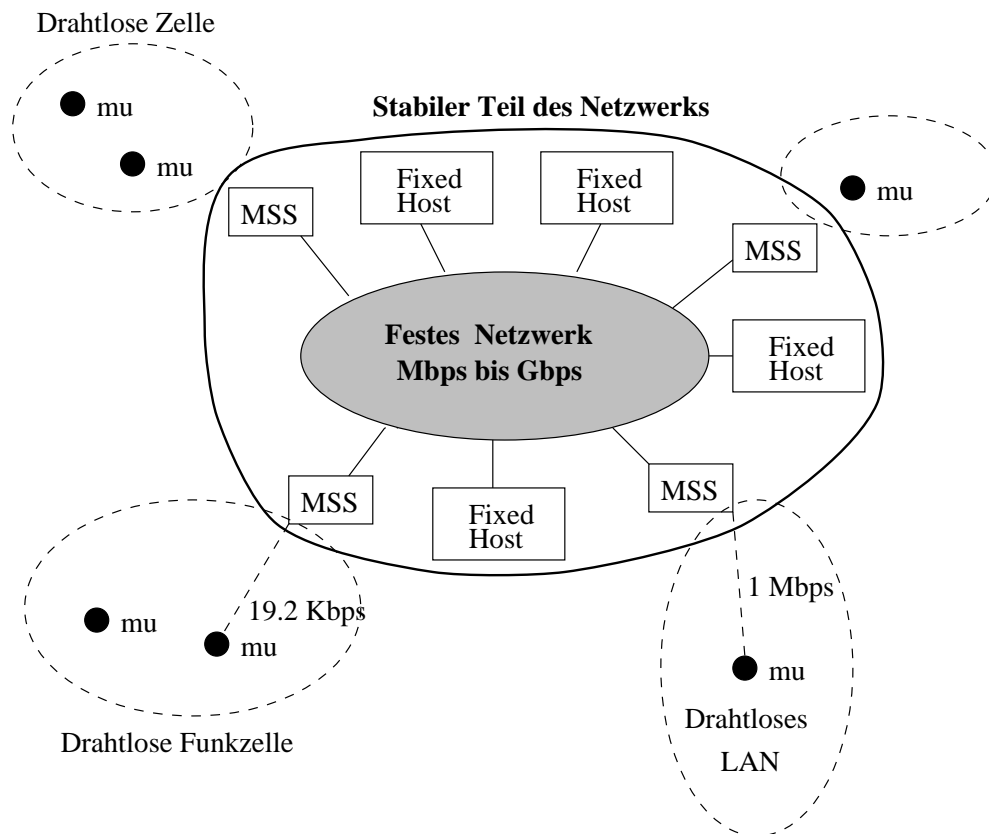 Drahtlose Zelle
mu
mu
Stabiler Teil des Netzwerks
mu
MSS
Fixed
Host
Fixed
Host
MSS
Festes Netzwerk
Mbps bis Gbps
Fixed
Host
MSS
Fixed
Host
MSS
19.2 Kbps
mu
mu
Drahtlose Funkzelle
1 Mbps
mu
Drahtloses
LAN